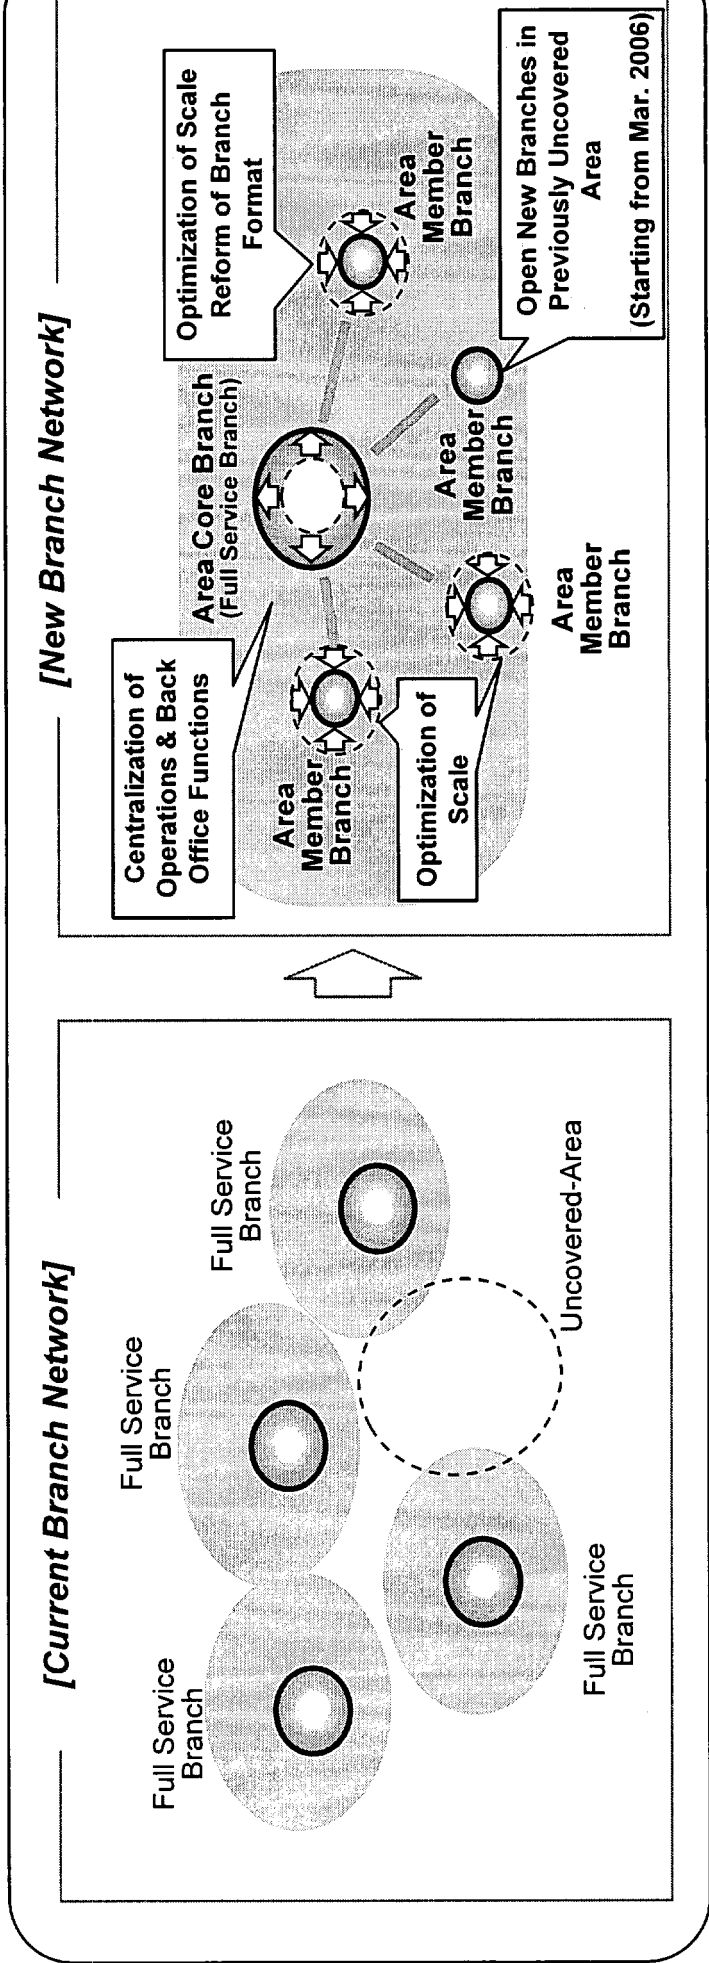 [Current Branch Network]
Full Service
Branch
Full Service
Branch
Full Service
Branch
Full Service
Branch
Uncovered-Area
[New Branch Network]
Centralization of
Operations & Back
Office Functions
Area Core Branch
(Full Service Branch)
Optimization of Scale
Reform of Branch
Format
Area
Member
Branch
Optimization of
Scale
Area
Member
Branch
Area
Member
Branch
Area
Member
Branch
Open New Branches in
Previously Uncovered
Area
(Starting from Mar. 2006)